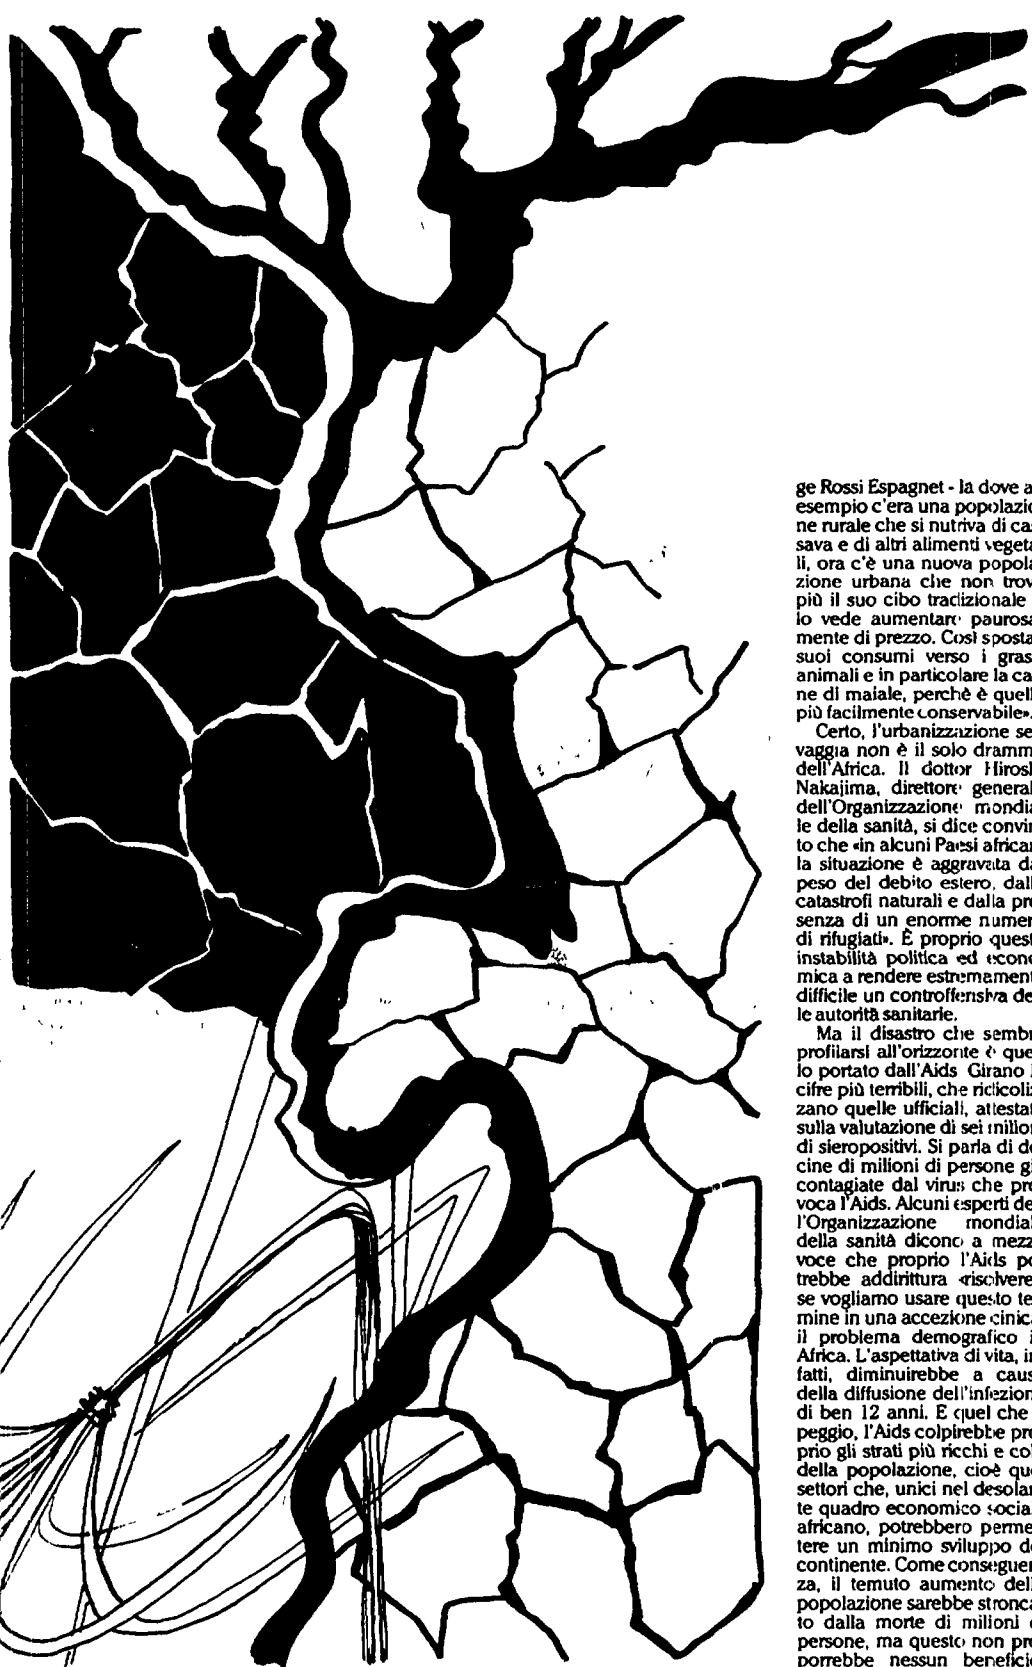 ge Rossi Espagnet - la dove a
esempio c'era una popolazio
ne rurale che si nutriva di cas
sava e di altri alimenti vegeta
li, ora c'è una nuova popola
zione urbana che non trov
più il suo cibo tradizionale
lo vede aumentare paurosa
mente di prezzo. Così sposta
suoi consumi verso i gras
animali e in particolare la car
ne di maiale, perchè è quell
più facilmente conservabile».
Certo, l'urbanizzazione sel
vaggia non è il solo dramm
dell'Africa. Il dottor Hirosh
Nakajima, direttore general
dell'Organizzazione mondia
le della sanità, si dice convin
to che «in alcuni Paesi african
la situazione è aggravata da
peso del debito estero, dall
catastrofi naturali e dalla pre
senza di un enorme numer
di rifugiati». È proprio quest
instabilità politica ed econo
mica a rendere estremament
difficile un controffensiva del
le autorità sanitarie.
Ma il disastro che sembr
profilarsi all'orizzonte è quel
lo portato dall'Aids Girano l
cifre più terribili, che ridicoliz
zano quelle ufficiali, attestat
sulla valutazione di sei milion
di sieropositivi. Si parla di de
cine di milioni di persone gi
contagiate dal virus che pro
voca l'Aids. Alcuni esperti del
l'Organizzazione mondial
della sanità dicono a mezz
voce che proprio l'Aids po
trebbe addirittura «risolvere
se vogliamo usare questo ter
mine in una accezione cinica
il problema demografico i
Africa. L'aspettativa di vita, in
fatti, diminuirebbe a caus
della diffusione dell'infezion
di ben 12 anni. E quel che
peggio, l'Aids colpirebbe pro
prio gli strati più ricchi e col
della popolazione, cioè que
settori che, unici nel desolan
te quadro economico social
africano, potrebbero permet
tere un minimo sviluppo de
continente. Come conseguen
za, il temuto aumento dell
popolazione sarebbe stronca
to dalla morte di milioni d
persone, ma questo non pro
porrebbe nessun beneficio